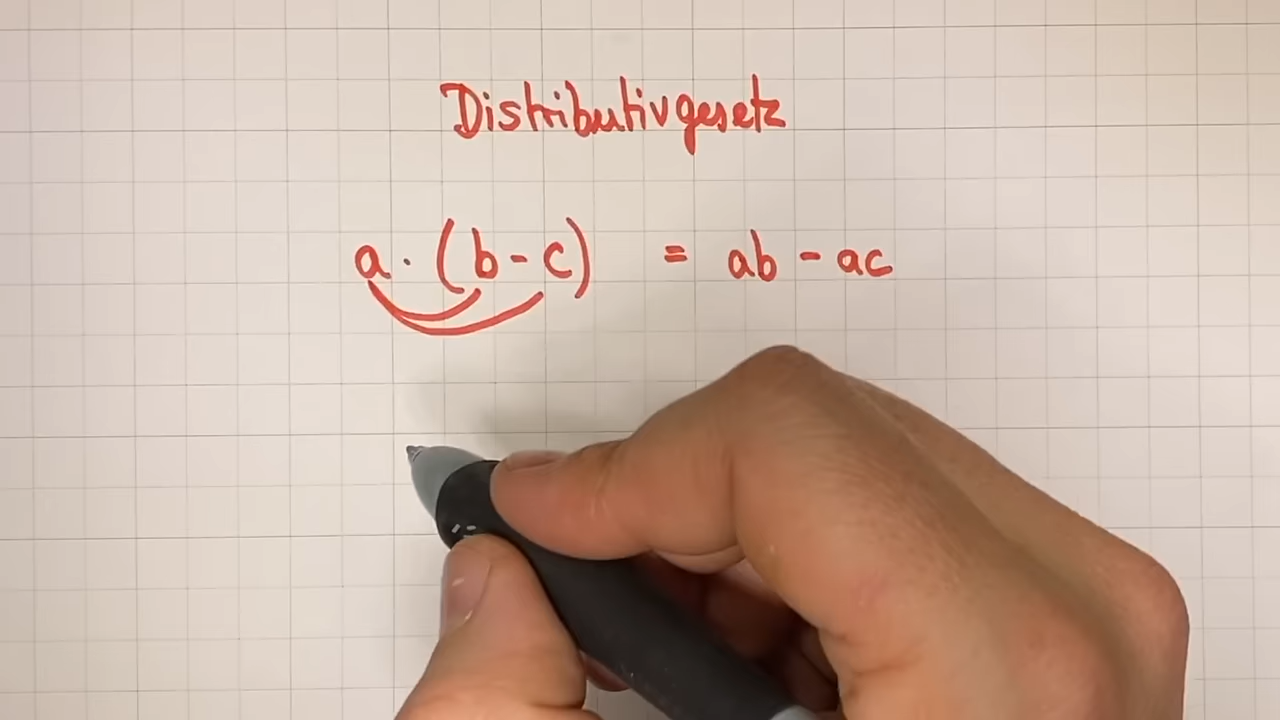 Distributivgesetz
a · (b - c) = ab - ac